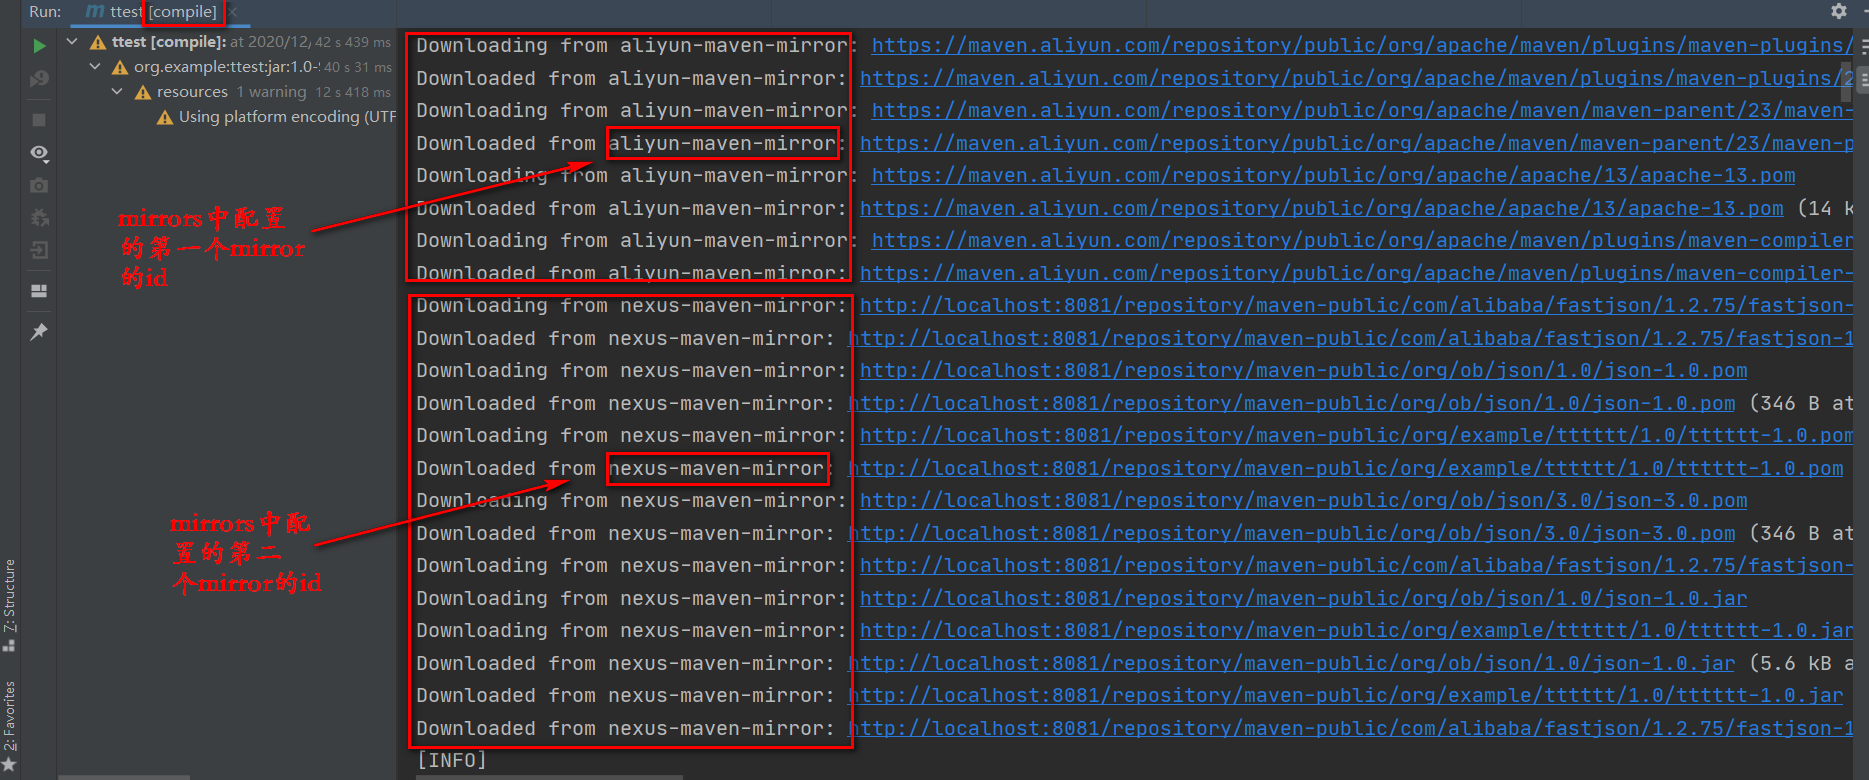 Run: ttest [compile]
ttest [compile]: at 2020/12, 42 s 439 ms
org.example:ttest:jar:1.0- 40 s 31 ms
resources 1 warning 12 s 418 ms
Using platform encoding (UTF
mirrors中配置
的第一个mirror
的id
mirrors中配
置的第二
个mirror的id
7: Structure
2: Favorites
Downloading from aliyun-maven-mirror: https://maven.aliyun.com/repository/public/org/apache/maven/plugins/maven-plugins/
Downloaded from aliyun-maven-mirror: https://maven.aliyun.com/repository/public/org/apache/maven/plugins/maven-plugins/2
Downloading from aliyun-maven-mirror: https://maven.aliyun.com/repository/public/org/apache/maven/maven-parent/23/maven-
Downloaded from aliyun-maven-mirror: https://maven.aliyun.com/repository/public/org/apache/maven/maven-parent/23/maven-p
Downloading from aliyun-maven-mirror: https://maven.aliyun.com/repository/public/org/apache/apache/13/apache-13.pom
Downloaded from aliyun-maven-mirror: https://maven.aliyun.com/repository/public/org/apache/apache/13/apache-13.pom (14 k
Downloading from aliyun-maven-mirror: https://maven.aliyun.com/repository/public/org/apache/maven/plugins/maven-compiler
Downloaded from aliyun-maven-mirror: https://maven.aliyun.com/repository/public/org/apache/maven/plugins/maven-compiler-
Downloading from nexus-maven-mirror: http://localhost:8081/repository/maven-public/com/alibaba/fastjson/1.2.75/fastjson-
Downloaded from nexus-maven-mirror: http://localhost:8081/repository/maven-public/com/alibaba/fastjson/1.2.75/fastjson-1
Downloading from nexus-maven-mirror: http://localhost:8081/repository/maven-public/org/ob/json/1.0/json-1.0.pom
Downloaded from nexus-maven-mirror: http://localhost:8081/repository/maven-public/org/ob/json/1.0/json-1.0.pom (346 B at
Downloading from nexus-maven-mirror: http://localhost:8081/repository/maven-public/org/example/tttttt/1.0/tttttt-1.0.pom
Downloaded from nexus-maven-mirror: http://localhost:8081/repository/maven-public/org/example/tttttt/1.0/tttttt-1.0.pom
Downloading from nexus-maven-mirror: http://localhost:8081/repository/maven-public/org/ob/json/3.0/json-3.0.pom
Downloaded from nexus-maven-mirror: http://localhost:8081/repository/maven-public/org/ob/json/3.0/json-3.0.pom (346 B at
Downloading from nexus-maven-mirror: http://localhost:8081/repository/maven-public/com/alibaba/fastjson/1.2.75/fastjson-
Downloading from nexus-maven-mirror: http://localhost:8081/repository/maven-public/org/ob/json/1.0/json-1.0.jar
Downloading from nexus-maven-mirror: http://localhost:8081/repository/maven-public/org/example/tttttt/1.0/tttttt-1.0.jar
Downloaded from nexus-maven-mirror: http://localhost:8081/repository/maven-public/org/ob/json/1.0/json-1.0.jar (5.6 kB a
Downloaded from nexus-maven-mirror: http://localhost:8081/repository/maven-public/org/example/tttttt/1.0/tttttt-1.0.jar
Downloaded from nexus-maven-mirror: http://localhost:8081/repository/maven-public/com/alibaba/fastjson/1.2.75/fastjson-1
[INFO]